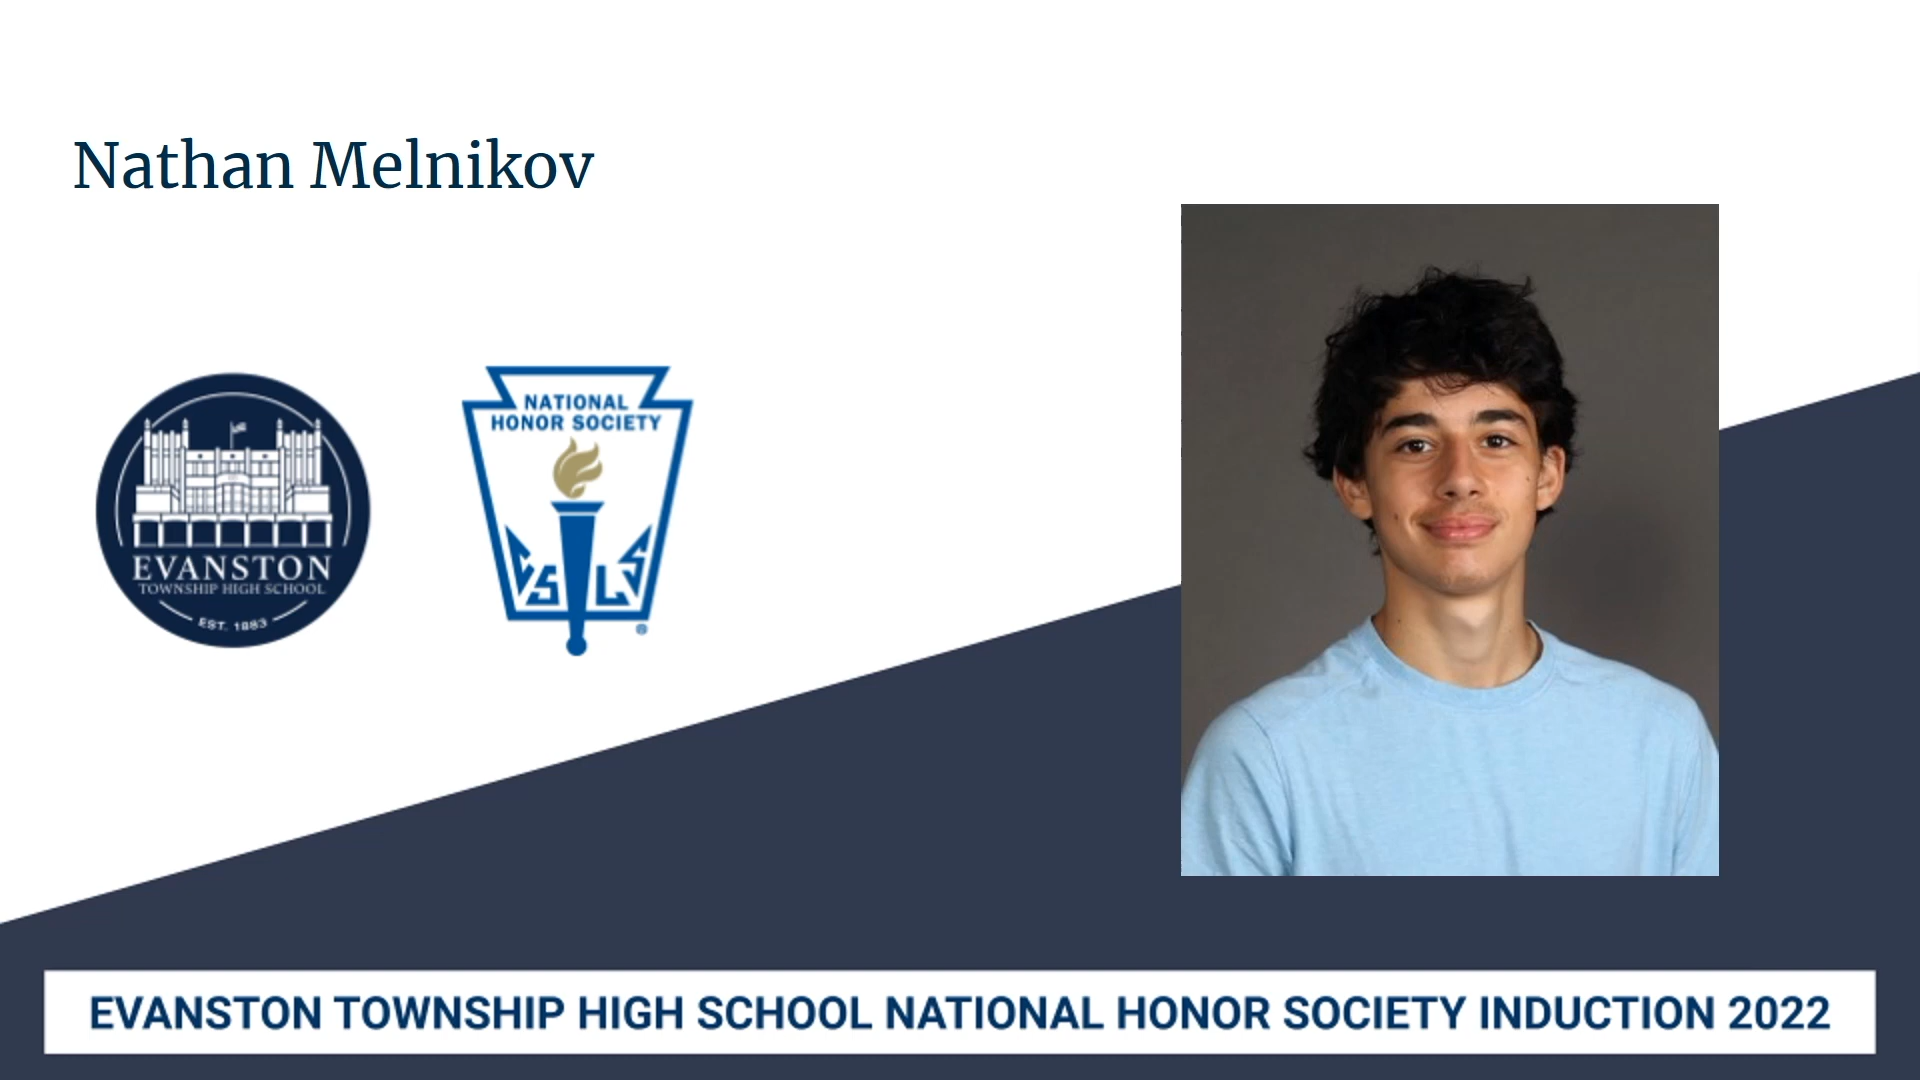 Nathan Melnikov
EVANSTON
TOWNSHIP HIGH SCHOOL
EST. 1883
NATIONAL
HONOR SOCIETY
CSLS
®
EVANSTON TOWNSHIP HIGH SCHOOL NATIONAL HONOR SOCIETY INDUCTION 2022